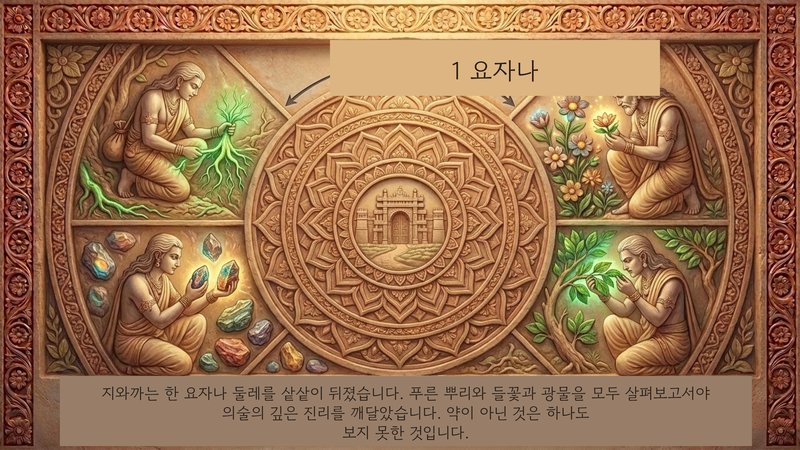 1 요자나
지와까는 한 요자나 둘레를 샅샅이 뒤졌습니다. 푸른 뿌리와 들꽃과 광물을 모두 살펴보고서야
의술의 깊은 진리를 깨달았습니다. 약이 아닌 것은 하나도
보지 못한 것입니다.